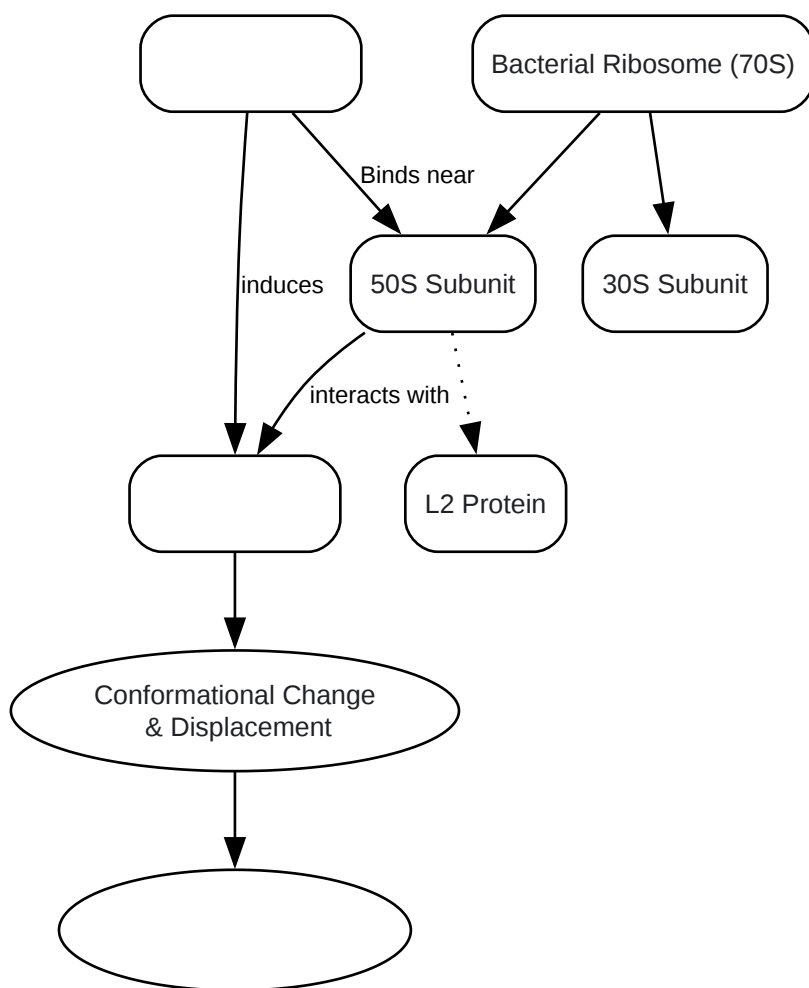 Bacterial Ribosome (70S)
Binds near
induces
50S Subunit
30S Subunit
interacts with
L2 Protein
Conformational Change
& Displacement